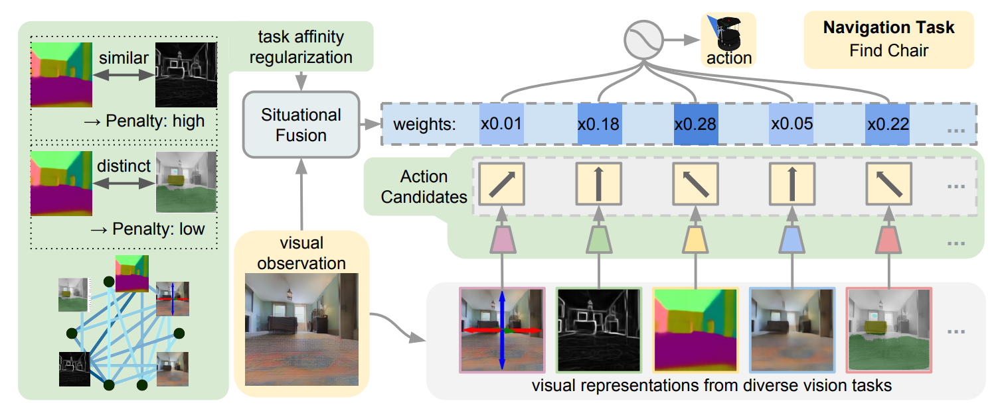 task affinity
regularization
similar
→ Penalty: high
distinct
→ Penalty: low
Situational
Fusion
visual
observation
action
Navigation Task
Find Chair
weights:
x0.01
x0.18
x0.28
x0.05
x0.22
...
Action
Candidates
...
...
...
visual representations from diverse vision tasks